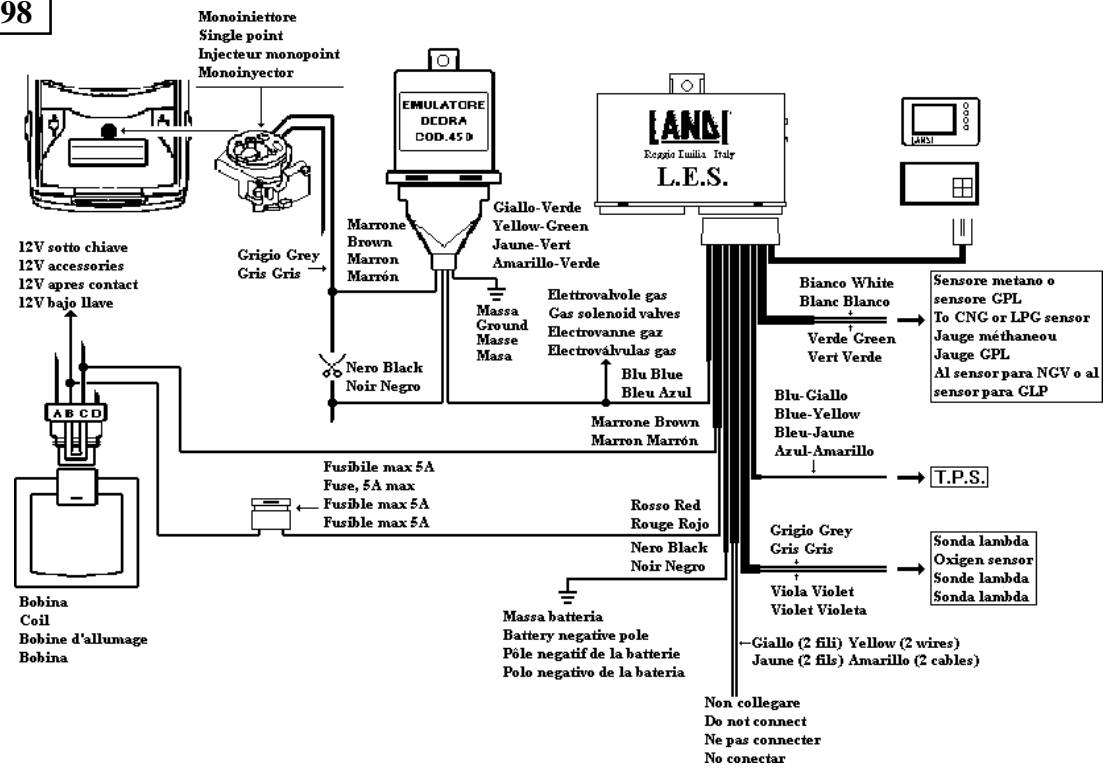 98
Monoiniettore
Single point
Injecteur monopoint
Monoinyector
EMULATORE
DEDRA
COD.450
LANDI
Reggio Emilia Italy
L.E.S.
LANDI
Giallo-Verde
Yellow-Green
Jaune-Vert
Amarillo-Verde
Marrone
Brown
Marron
Marrón
Grigio Grey
Gris Gris
12V sotto chiave
12V accessories
12V apres contact
12V bajo llave
Massa
Ground
Masse
Masa
Elettrovalvole gas
Gas solenoid valves
Electrovanne gaz
Electroválvulas gas
Bianco White
Blanc Blanco
Verde Green
Vert Verde
Sensore metano o
sensore GPL
To CNG or LPG sensor
Jauge méthaneou
Jauge GPL
Al sensor para NGV o al
sensor para GLP
Nero Black
Noir Negro
Blu Blue
Bleu Azul
Blu-Giallo
Blue-Yellow
Bleu-Jaune
Azul-Amarillo
T.P.S.
A B C D
Marrone Brown
Marron Marrón
Fusibile max 5A
Fuse, 5A max
Fusible max 5A
Fusible max 5A
Rosso Red
Rouge Rojo
Nero Black
Noir Negro
Grigio Grey
Gris Gris
Viola Violet
Violet Violeta
Sonda lambda
Oxigen sensor
Sonde lambda
Sonda lambda
Bobina
Coil
Bobine d'allumage
Bobina
Massa batteria
Battery negative pole
Pôle negatif de la batterie
Polo negativo de la bateria
Giallo (2 fili) Yellow (2 wires)
Jaune (2 fils) Amarillo (2 cables)
Non collegare
Do not connect
Ne pas connecter
No conectar